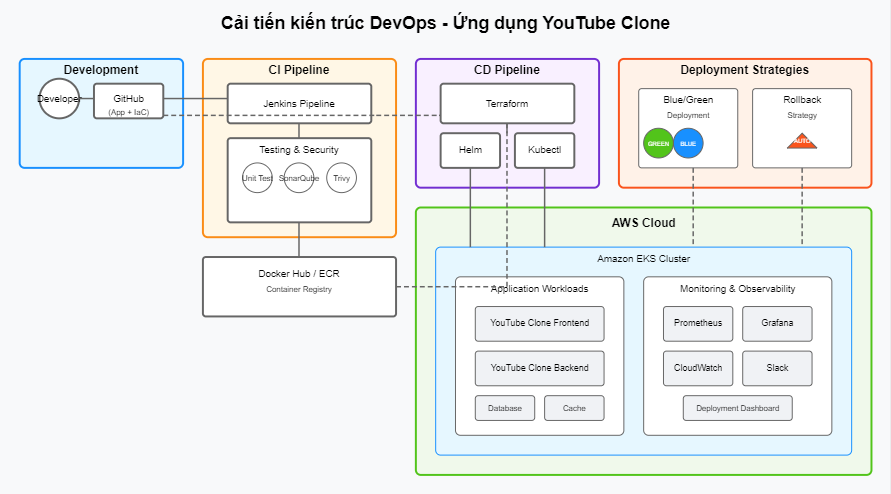 Cải tiến kiến trúc DevOps - Ứng dụng YouTube Clone
Development
Developer
GitHub
(App + IaC)
CI Pipeline
Jenkins Pipeline
Testing & Security
Unit Test
SonarQube
Trivy
Docker Hub / ECR
Container Registry
CD Pipeline
Terraform
Helm
Kubectl
Deployment Strategies
Blue/Green
Deployment
GREEN
BLUE
Rollback
Strategy
AUTO
AWS Cloud
Amazon EKS Cluster
Application Workloads
YouTube Clone Frontend
YouTube Clone Backend
Database
Cache
Monitoring & Observability
Prometheus
Grafana
CloudWatch
Slack
Deployment Dashboard